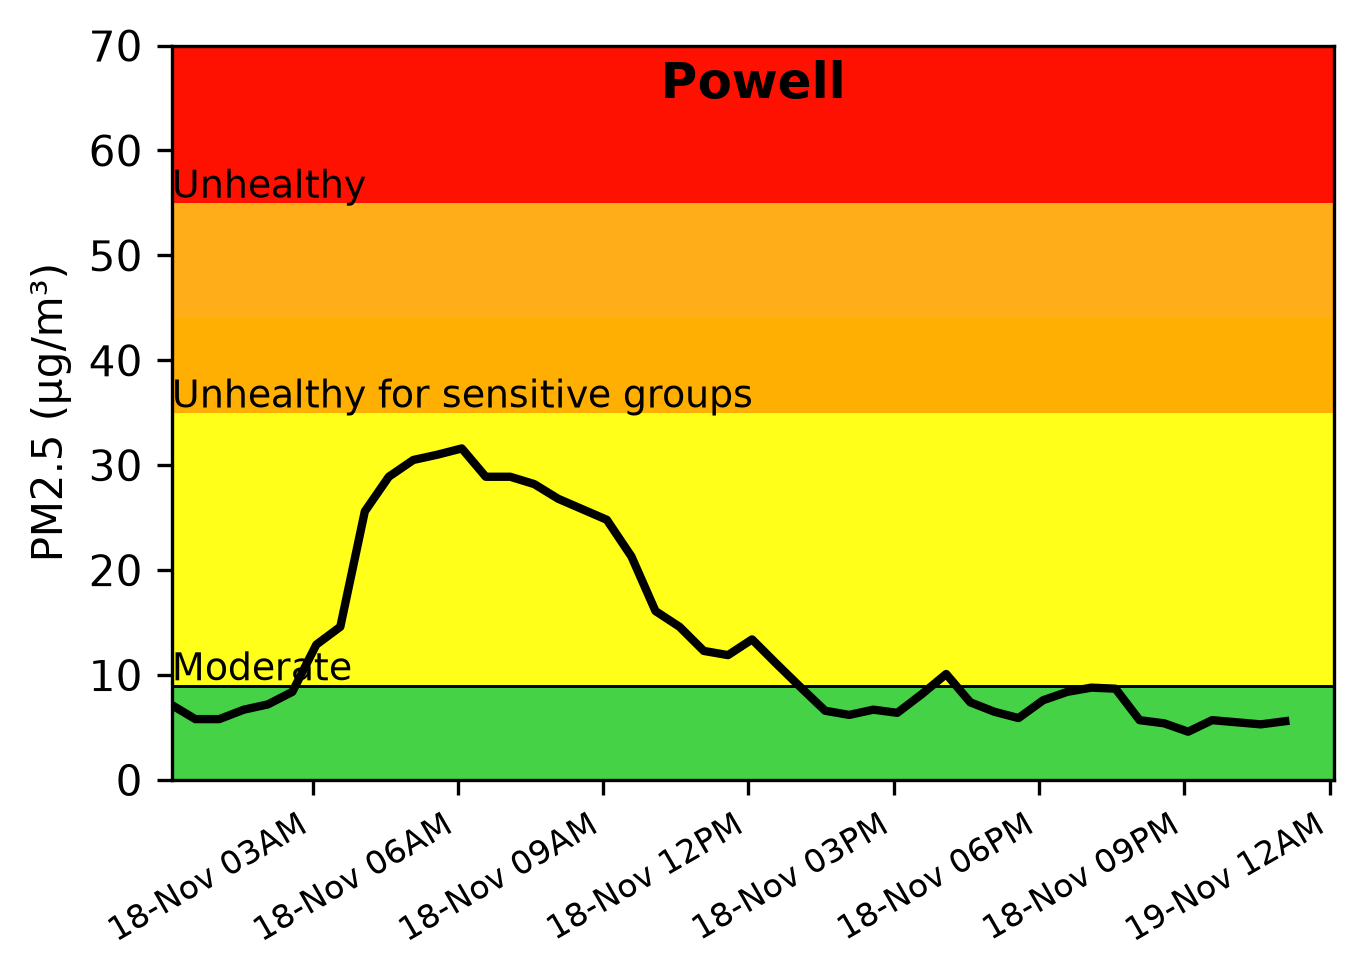 Powell
PM2.5 (µg/m³)
70
60
50
40
30
20
10
0
Unhealthy
Unhealthy for sensitive groups
Moderate
18-Nov 03AM
18-Nov 06AM
18-Nov 09AM
18-Nov 12PM
18-Nov 03PM
18-Nov 06PM
18-Nov 09PM
19-Nov 12AM